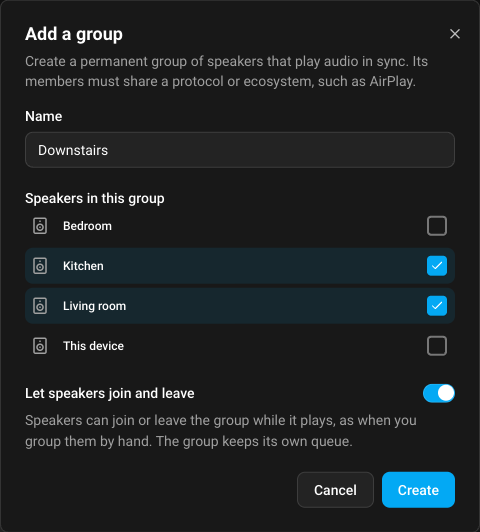 Add a group
Create a permanent group of speakers that play audio in sync. Its
members must share a protocol or ecosystem, such as AirPlay.
Name
Downstairs
Speakers in this group
Bedroom
Kitchen
Living room
This device
Let speakers join and leave
Speakers can join or leave the group while it plays, as when you
group them by hand. The group keeps its own queue.
Cancel
Create